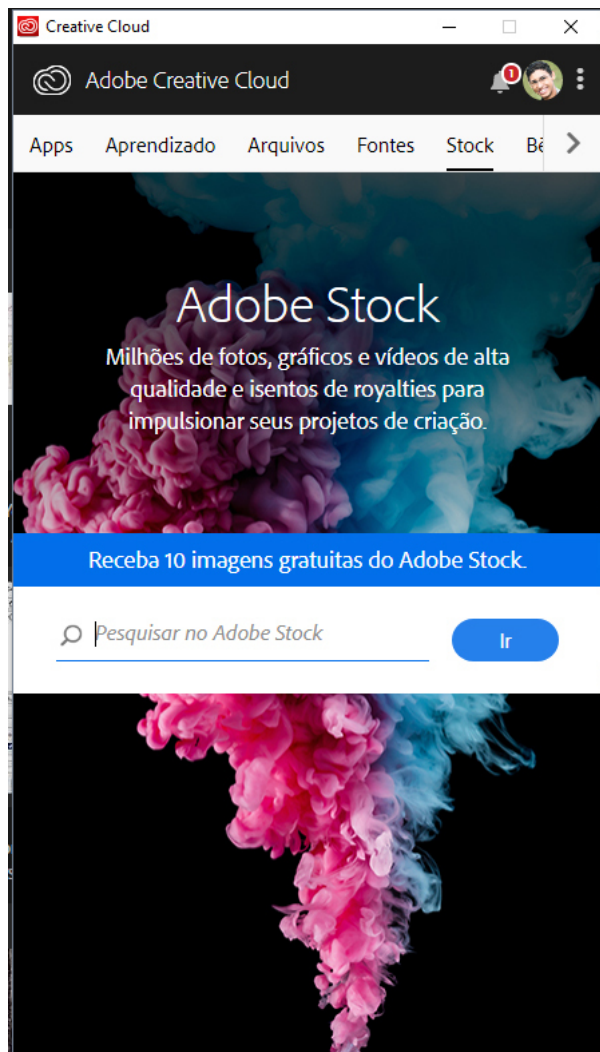 Creative Cloud
Adobe Creative Cloud
1
Apps Aprendizado Arquivos Fontes Stock
Adobe Stock
Milhões de fotos, gráficos e vídeos de alta
qualidade e isentos de royalties para
impulsionar seus projetos de criação.
Receba 10 imagens gratuitas do Adobe Stock.
Pesquisar no Adobe Stock
Ir